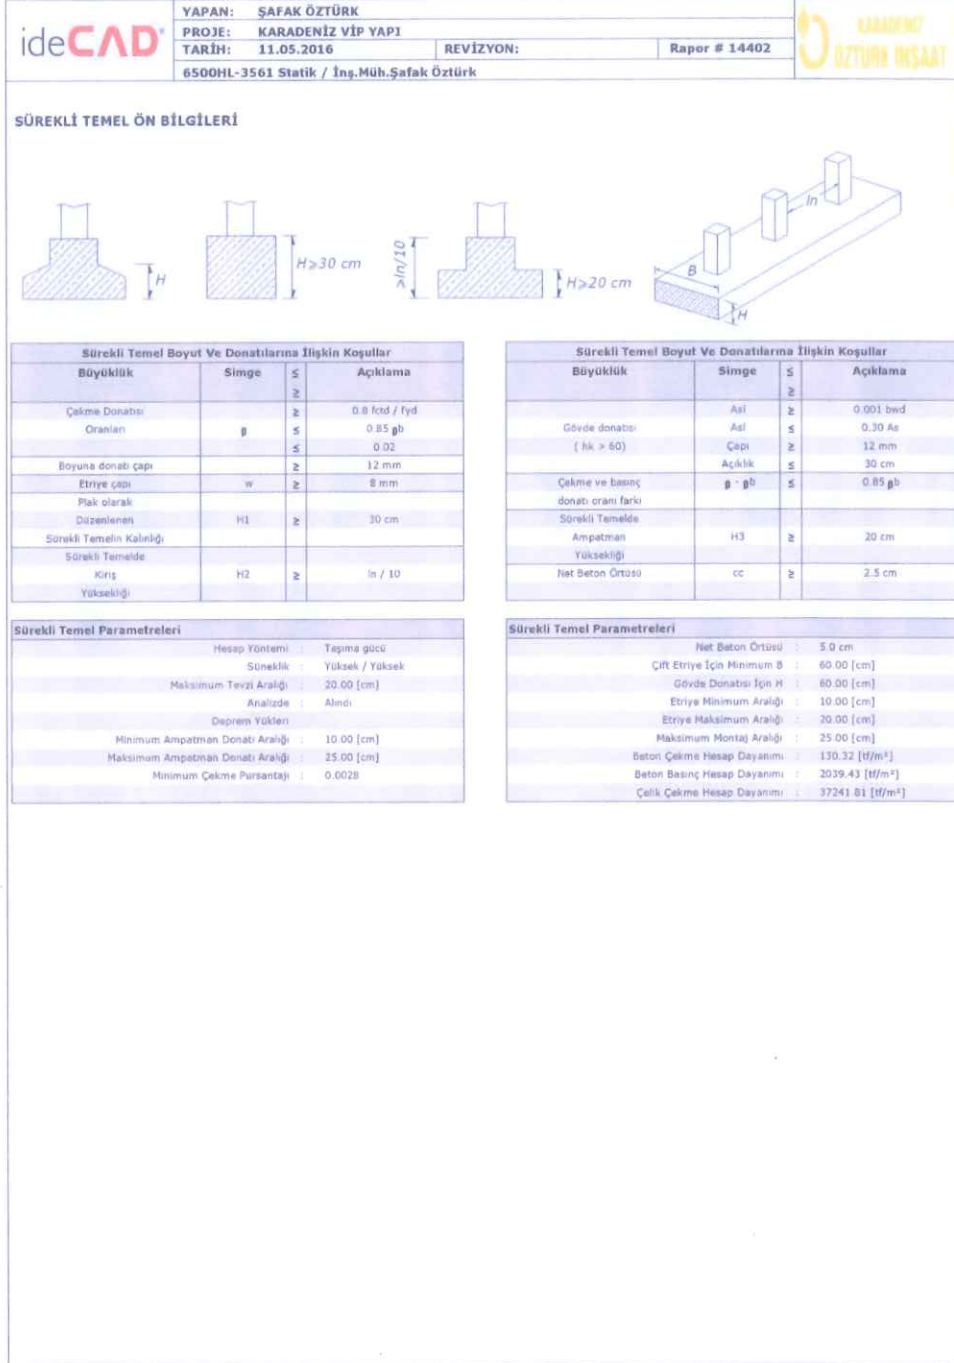 ideCAD
YAPAN: ŞAFAK ÖZTÜRK
PROJE: KARADENİZ VİP YAPI
TARİH: 11.05.2016 REVİZYON: Rapor # 14402
6500HL-3561 Statik / İnş.Müh.Şafak Öztürk
KARADENİZ
ÖZTÜRK İNŞAAT
SÜREKLİ TEMEL ÖN BİLGİLERİ
H
H≥30 cm
>ln/10
H≥20 cm
ln
B
H
Sürekli Temel Boyut Ve Donatılarına İlişkin Koşullar
Büyüklük Simge ≤ Açıklama
≥
Çekme Donatısı ≥ 0.8 fctd / fyd
Oranları ρ ≤ 0.85 ρb
≤ 0.02
Boyuna donatı çapı ≥ 12 mm
Etriye çapı w ≥ 8 mm
Plak olarak
Düzenlenen H1 ≥ 30 cm
Sürekli Temelin Kalınlığı
Sürekli Temelde
Kiriş H2 ≥ ln / 10
Yüksekliği
Sürekli Temel Boyut Ve Donatılarına İlişkin Koşullar
Büyüklük Simge ≤ Açıklama
≥
Asl ≥ 0.001 bwd
Gövde donatısı Asl ≤ 0.30 As
( hk > 60) Çapı ≥ 12 mm
Açıklık ≤ 30 cm
Çekme ve basınç ρ - ρb ≤ 0.85 ρb
donatı oranı farkı
Sürekli Temelde
Ampatman H3 ≥ 20 cm
Yüksekliği
Net Beton Örtüsü cc ≥ 2.5 cm
Sürekli Temel Parametreleri
Hesap Yöntemi : Taşıma gücü
Süneklik : Yüksek / Yüksek
Maksimum Tevzi Aralığı : 20.00 [cm]
Analizde : Alındı
Deprem Yükleri
Minimum Ampatman Donatı Aralığı : 10.00 [cm]
Maksimum Ampatman Donatı Aralığı : 25.00 [cm]
Minimum Çekme Pursantajı : 0.0028
Sürekli Temel Parametreleri
Net Beton Örtüsü : 5.0 cm
Çift Etriye İçin Minimum B : 60.00 [cm]
Gövde Donatısı İçin H : 60.00 [cm]
Etriye Minimum Aralığı : 10.00 [cm]
Etriye Maksimum Aralığı : 20.00 [cm]
Maksimum Montaj Aralığı : 25.00 [cm]
Beton Çekme Hesap Dayanımı : 130.32 [tf/m²]
Beton Basınç Hesap Dayanımı : 2039.43 [tf/m²]
Çelik Çekme Hesap Dayanımı : 37241.81 [tf/m²]